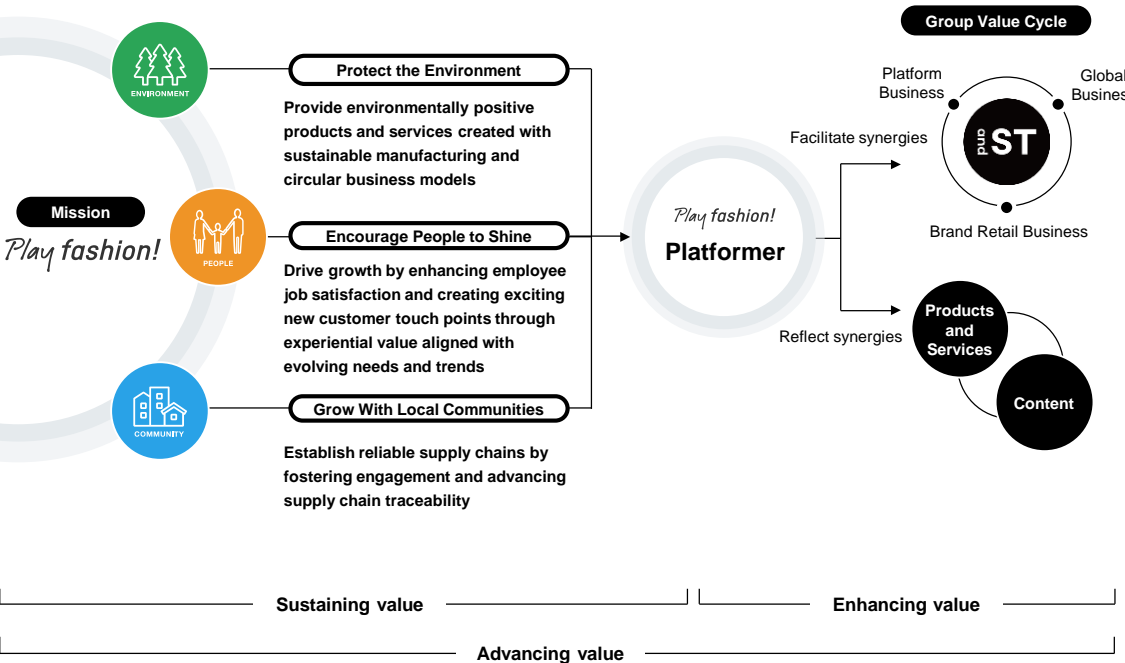 Group Value Cycle
Platform
Business
Global
Busines
and ST
Facilitate synergies
Brand Retail Business
ENVIRONMENT
Protect the Environment
Provide environmentally positive
products and services created with
sustainable manufacturing and
circular business models
Mission
Play fashion!
PEOPLE
Encourage People to Shine
Drive growth by enhancing employee
job satisfaction and creating exciting
new customer touch points through
experiential value aligned with
evolving needs and trends
Play fashion!
Platformer
Reflect synergies
Products
and
Services
Content
COMMUNITY
Grow With Local Communities
Establish reliable supply chains by
fostering engagement and advancing
supply chain traceability
Sustaining value
Enhancing value
Advancing value